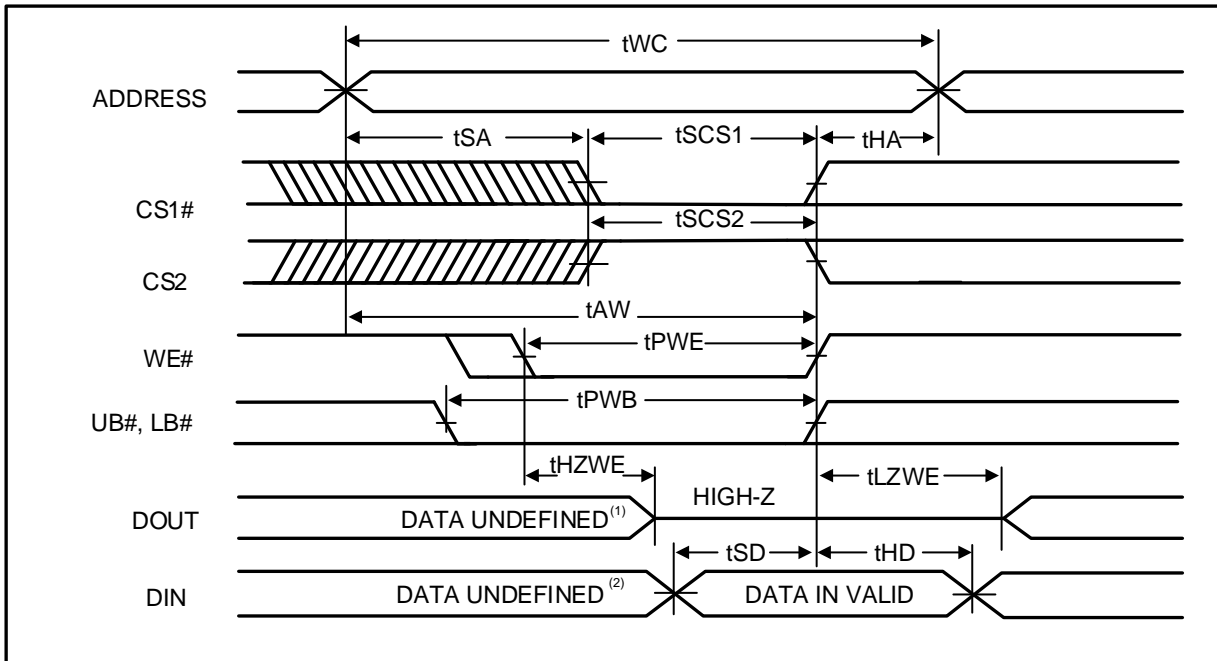 tWC
ADDRESS
tSA
tSCS1
tHA
CS1#
tSCS2
CS2
tAW
WE#
tPWE
tPWB
UB#, LB#
tHZWE
tLZWE
HIGH-Z
DOUT
DATA UNDEFINED(1)
tSD
tHD
DIN
DATA UNDEFINED(2)
DATA IN VALID